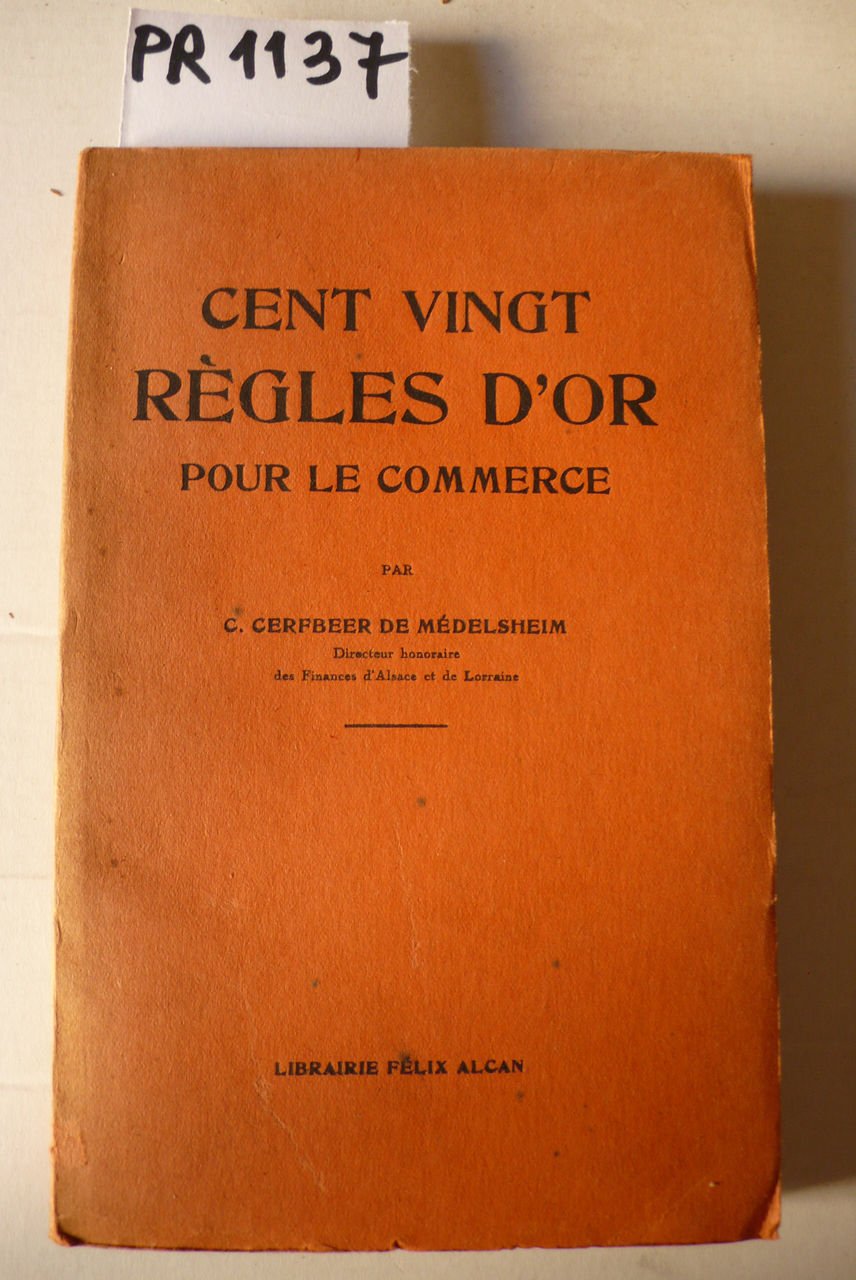 PR 1137
CENT VINGT
RÈGLES D'OR
POUR LE COMMERCE
PAR
C. CERFBEER DE MÉDELSHEIM
Directeur honoraire
des Finances d'Alsace et de Lorraine
LIBRAIRIE FÉLIX ALCAN